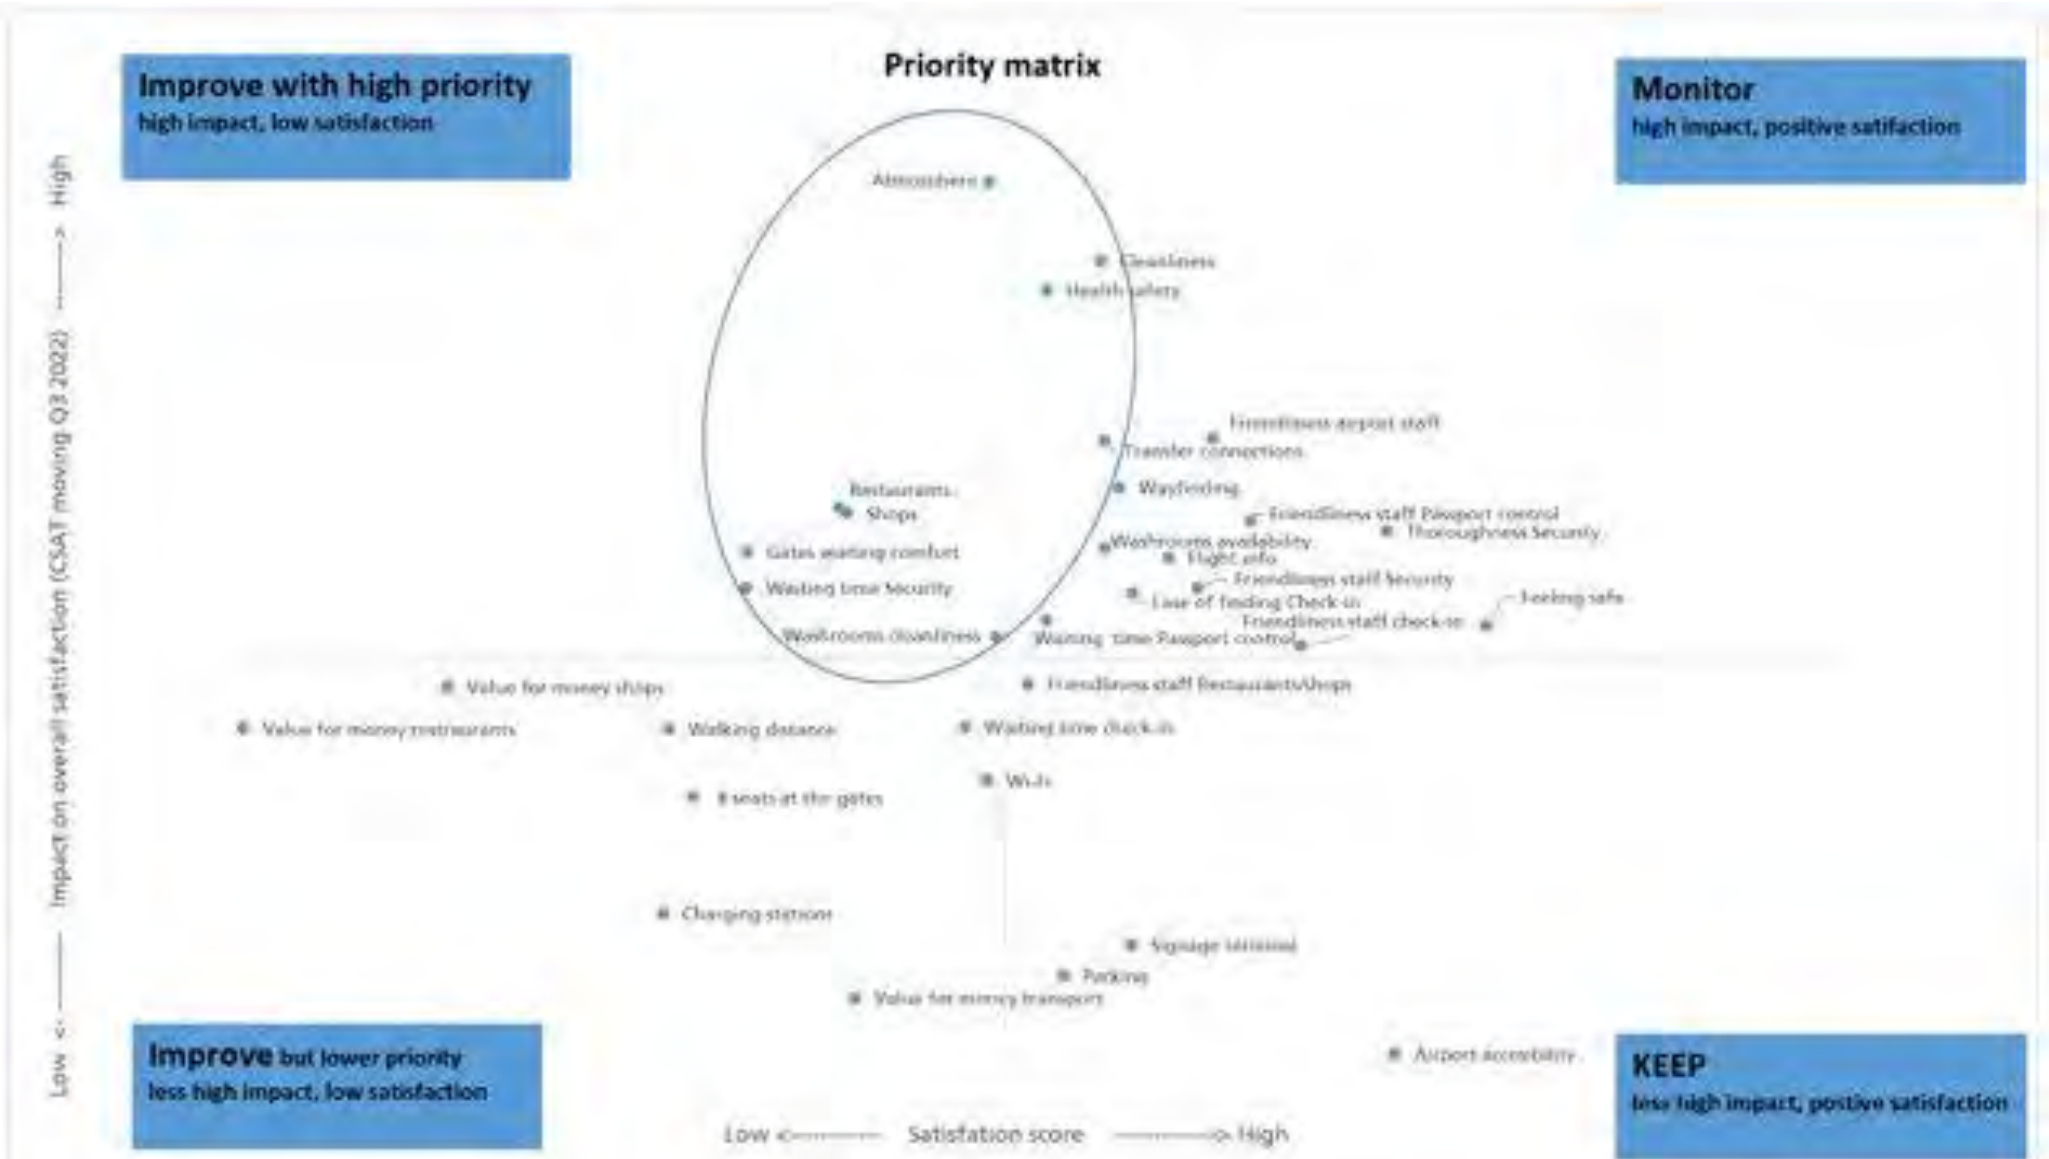 Priority matrix
Improve with high priority
high impact, low satisfaction
Monitor
high impact, positive satifaction
Atmosphere
Cleanliness
Health safety
Friendliness airport staff
Transfer connections
Wayfinding
Restaurants
Shops
Friendliness staff Passport control
Thoroughness Security
Washrooms availability
Flight info
Gates waiting comfort
Friendliness staff Security
Waiting time Security
Ease of finding Check-in
Feeling safe
Friendliness staff check-in
Washrooms cleanliness
Waiting time Passport control
Value for money shops
Friendliness staff Restaurants/shops
Value for money restraurants
Walking distance
Waiting time check-in
Wi-fi
# seats at the gates
Charging stations
Signage terminal
Parking
Value for money transport
Airport accesbility
Improve but lower priority
less high impact, low satisfaction
KEEP
less high impact, postive satisfaction
Low <---------- Satisfation score ----------> High
Low <---------- Impact on overall satisfaction (CSAT moving Q3 2022) ----------> High